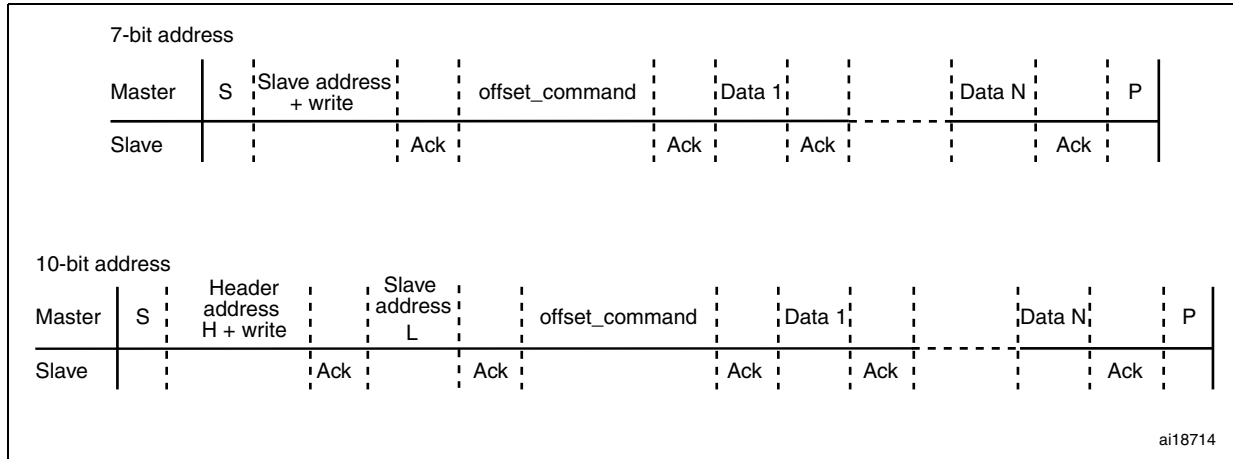 7-bit address
Master S Slave address + write offset_command Data 1 Data N P
Slave Ack Ack Ack Ack
10-bit address
Master S Header address H + write Slave address L offset_command Data 1 Data N P
Slave Ack Ack Ack Ack Ack
ai18714